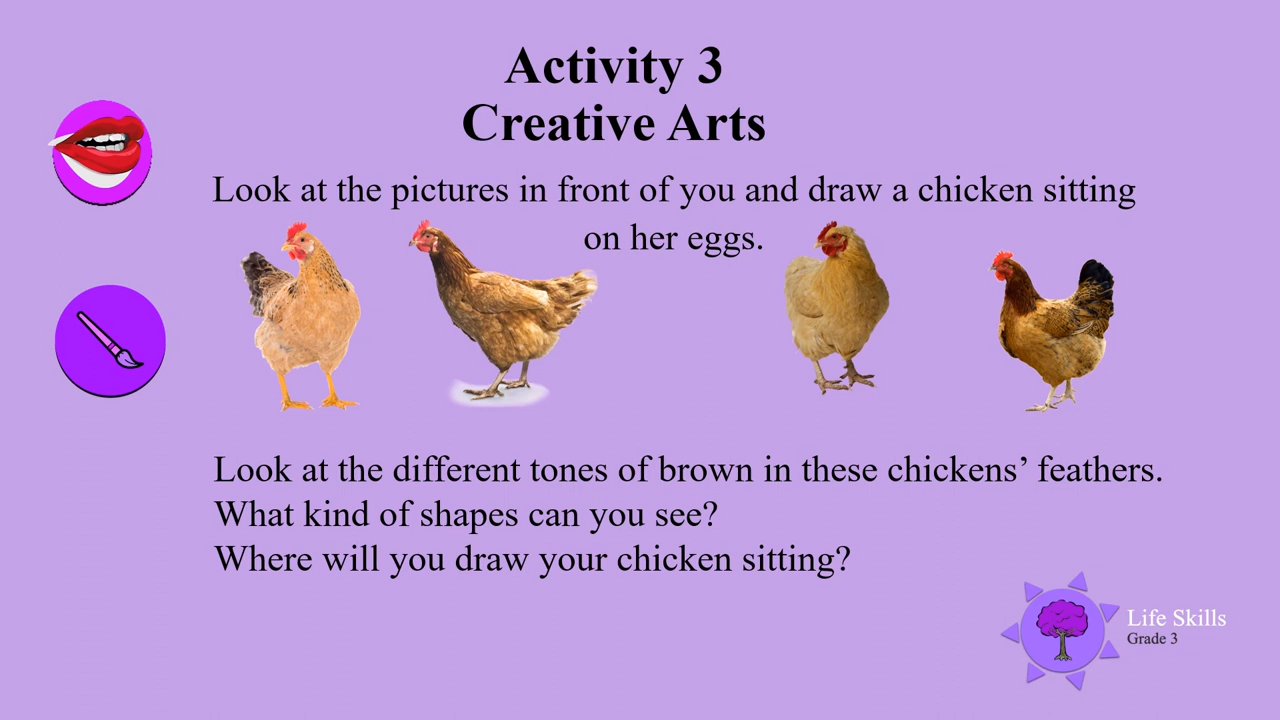 Activity 3
Creative Arts
Look at the pictures in front of you and draw a chicken sitting
on her eggs.
Look at the different tones of brown in these chickens’ feathers.
What kind of shapes can you see?
Where will you draw your chicken sitting?
Life Skills
Grade 3